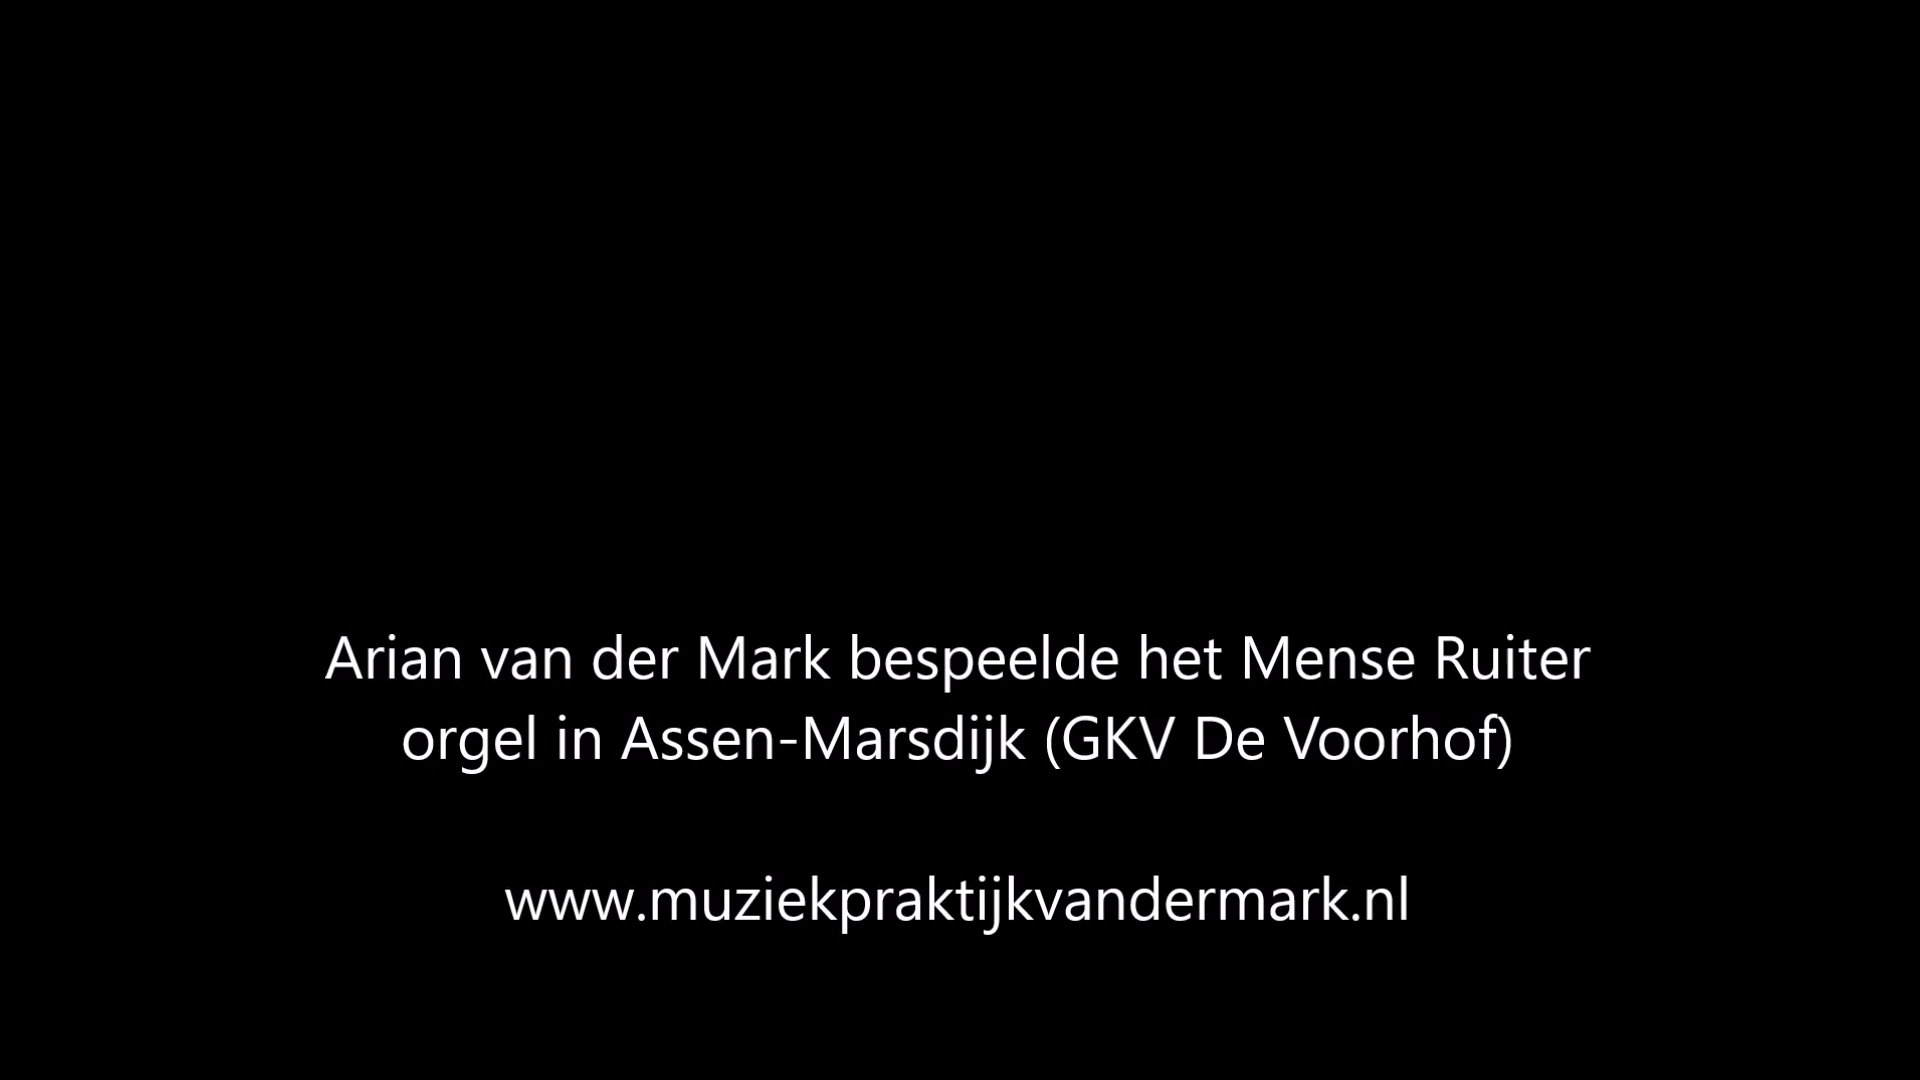 Arian van der Mark bespeelde het Mense Ruiter
orgel in Assen-Marsdijk (GKV De Voorhof)
www.muziekpraktijkvandermark.nl